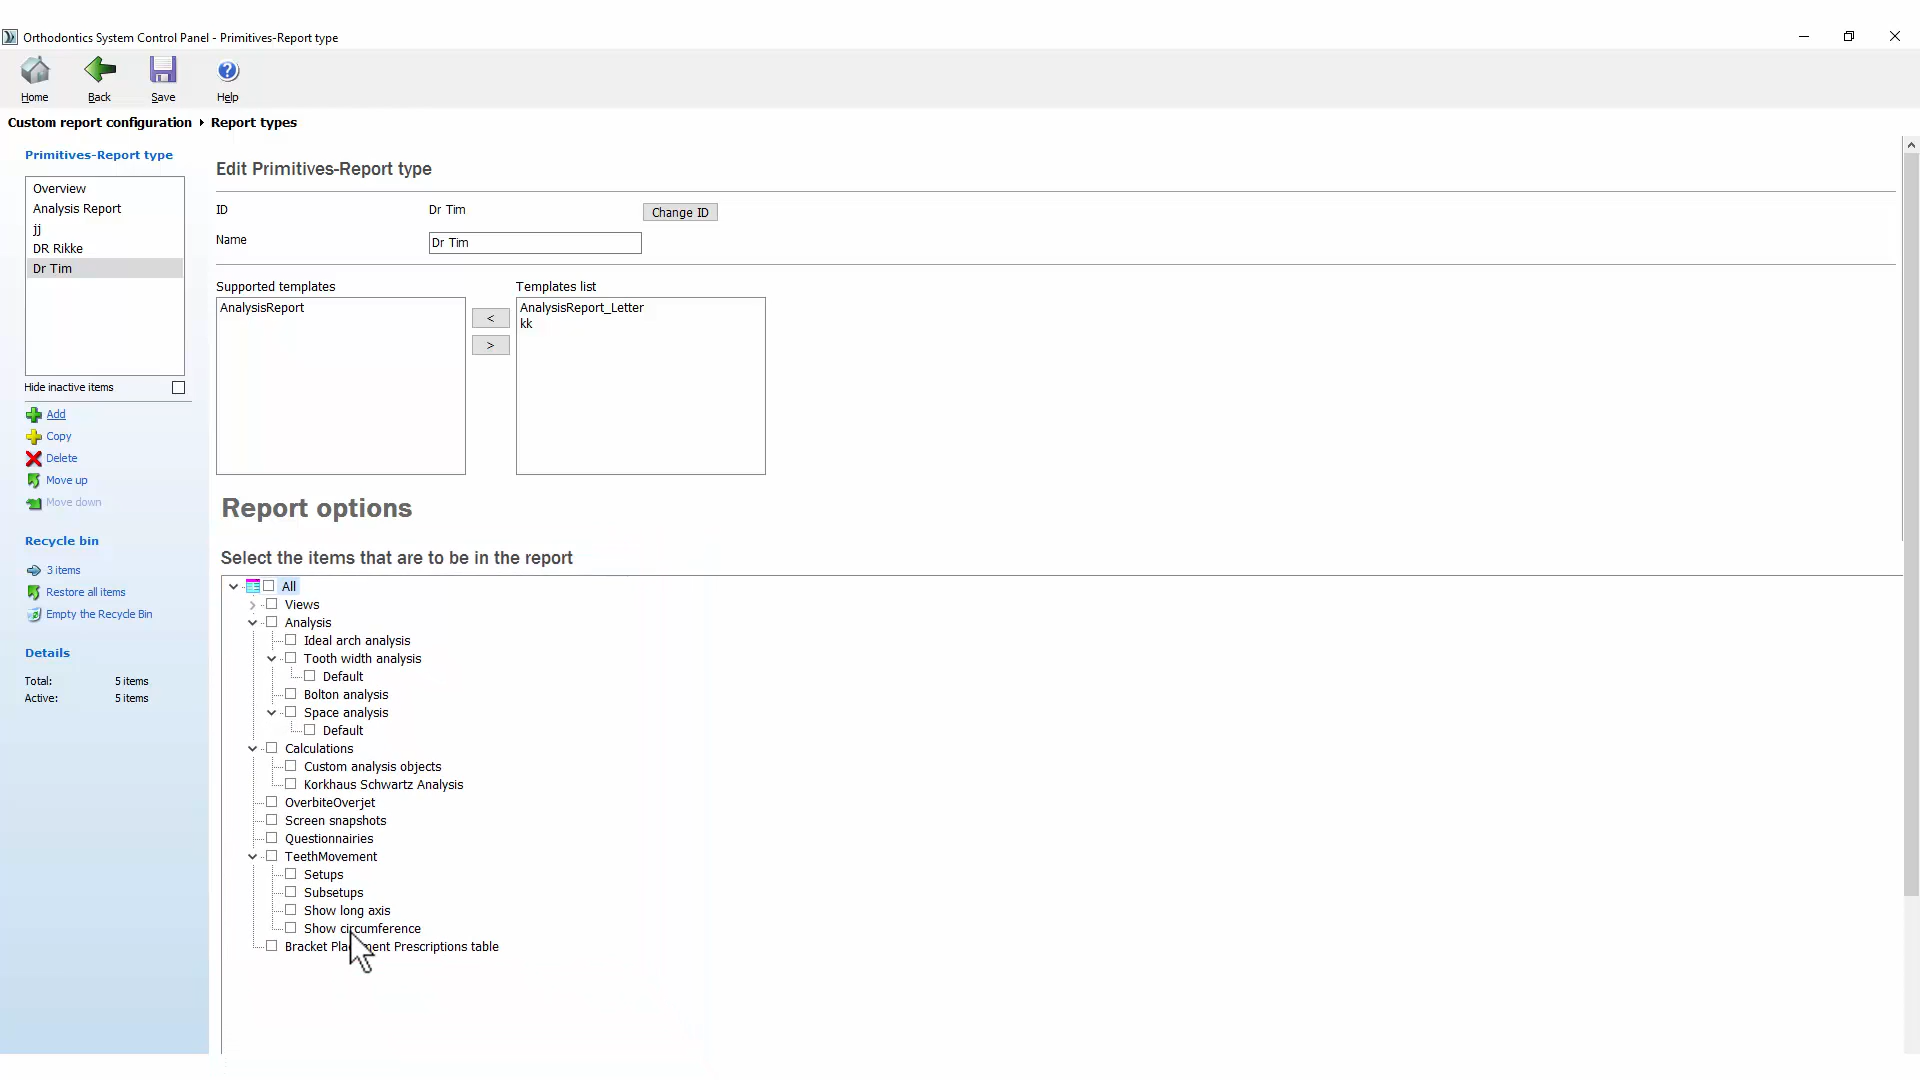 Orthodontics System Control Panel - Primitives-Report type
Home Back Save Help
Custom report configuration Report types
Primitives-Report type
Overview
Analysis Report
jj
DR Rikke
Dr Tim
Hide inactive items
Add
Copy
Delete
Move up
Move down
Recycle bin
3 items
Restore all items
Empty the Recycle Bin
Details
Total: 5 items
Active: 5 items
Edit Primitives-Report type
ID Dr Tim Change ID
Name Dr Tim
Supported templates Templates list
AnalysisReport < AnalysisReport_Letter
kk
>
Report options
Select the items that are to be in the report
All
Views
Analysis
Ideal arch analysis
Tooth width analysis
Default
Bolton analysis
Space analysis
Default
Calculations
Custom analysis objects
Korkhaus Schwartz Analysis
OverbiteOverjet
Screen snapshots
Questionnairies
TeethMovement
Setups
Subsetups
Show long axis
Show circumference
Bracket Placement Prescriptions table